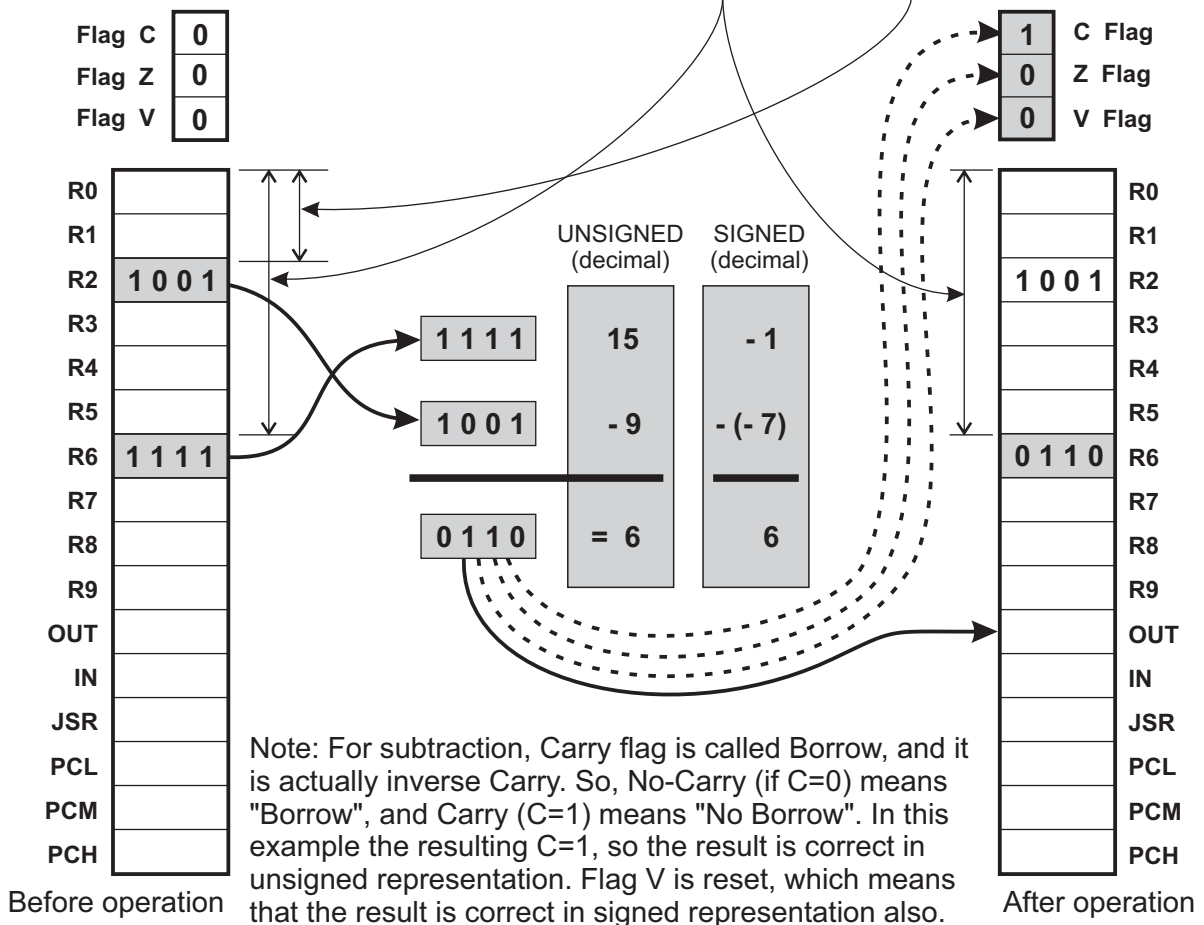 Flag C 0
Flag Z 0
Flag V 0
1 C Flag
0 Z Flag
0 V Flag
R0
R1
R2 1 0 0 1
R3
R4
R5
R6 1 1 1 1
R7
R8
R9
OUT
IN
JSR
PCL
PCM
PCH
Before operation
UNSIGNED SIGNED
(decimal) (decimal)
1 1 1 1 15 - 1
1 0 0 1 - 9 - (- 7)
0 1 1 0 = 6 6
Note: For subtraction, Carry flag is called Borrow, and it
is actually inverse Carry. So, No-Carry (if C=0) means
"Borrow", and Carry (C=1) means "No Borrow". In this
example the resulting C=1, so the result is correct in
unsigned representation. Flag V is reset, which means
that the result is correct in signed representation also.
R0
R1
1 0 0 1 R2
R3
R4
R5
0 1 1 0 R6
R7
R8
R9
OUT
IN
JSR
PCL
PCM
PCH
After operation